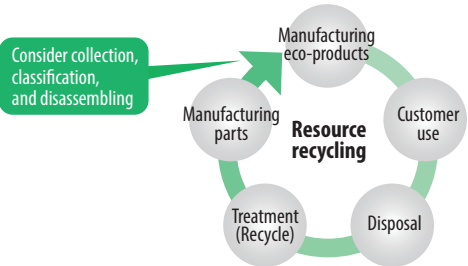 Consider collection,
classification,
and disassembling
Manufacturing
eco-products
Customer
use
Disposal
Treatment
(Recycle)
Manufacturing
parts
Resource
recycling